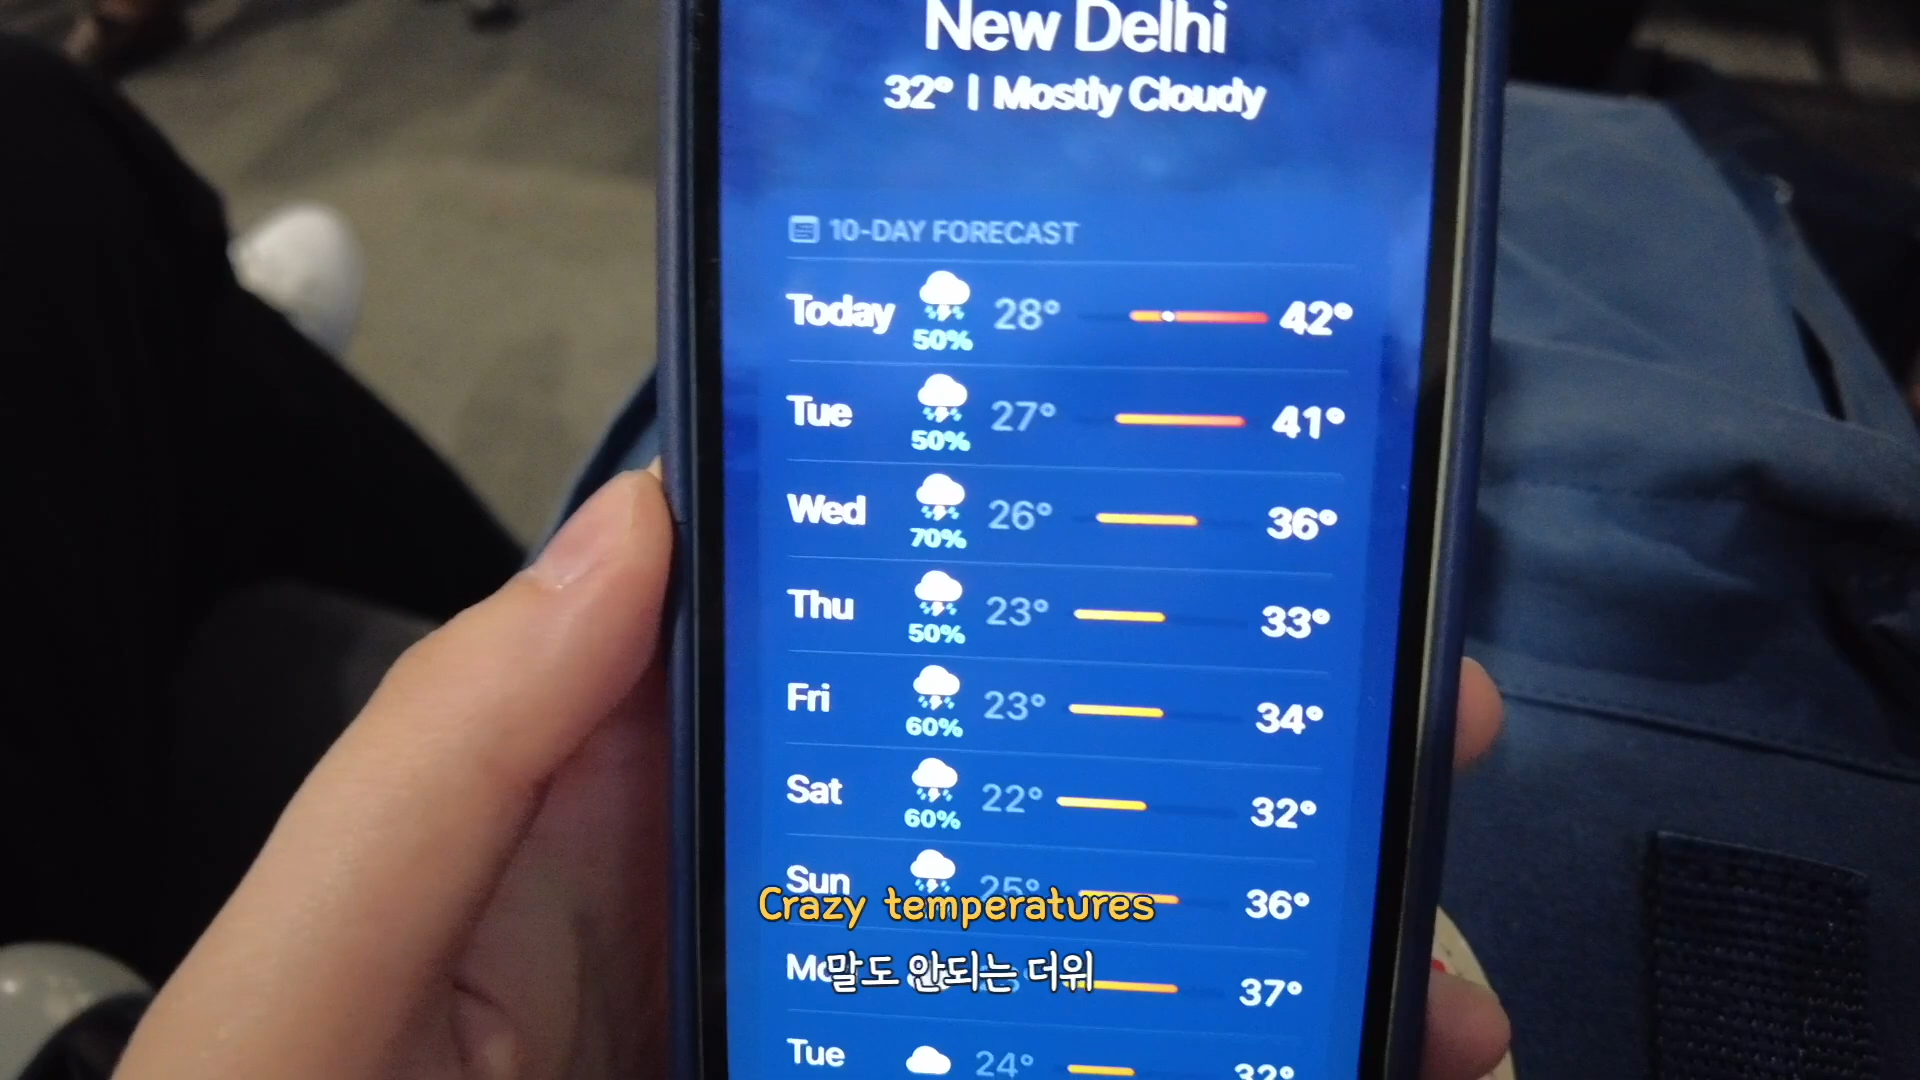 New Delhi
32° | Mostly Cloudy
10-DAY FORECAST
Today 50% 28° 42°
Tue 50% 27° 41°
Wed 70% 26° 36°
Thu 50% 23° 33°
Fri 60% 23° 34°
Sat 60% 22° 32°
Sun 25° 36°
Crazy temperatures
말도 안되는 더위
37°
Tue 24° 32°